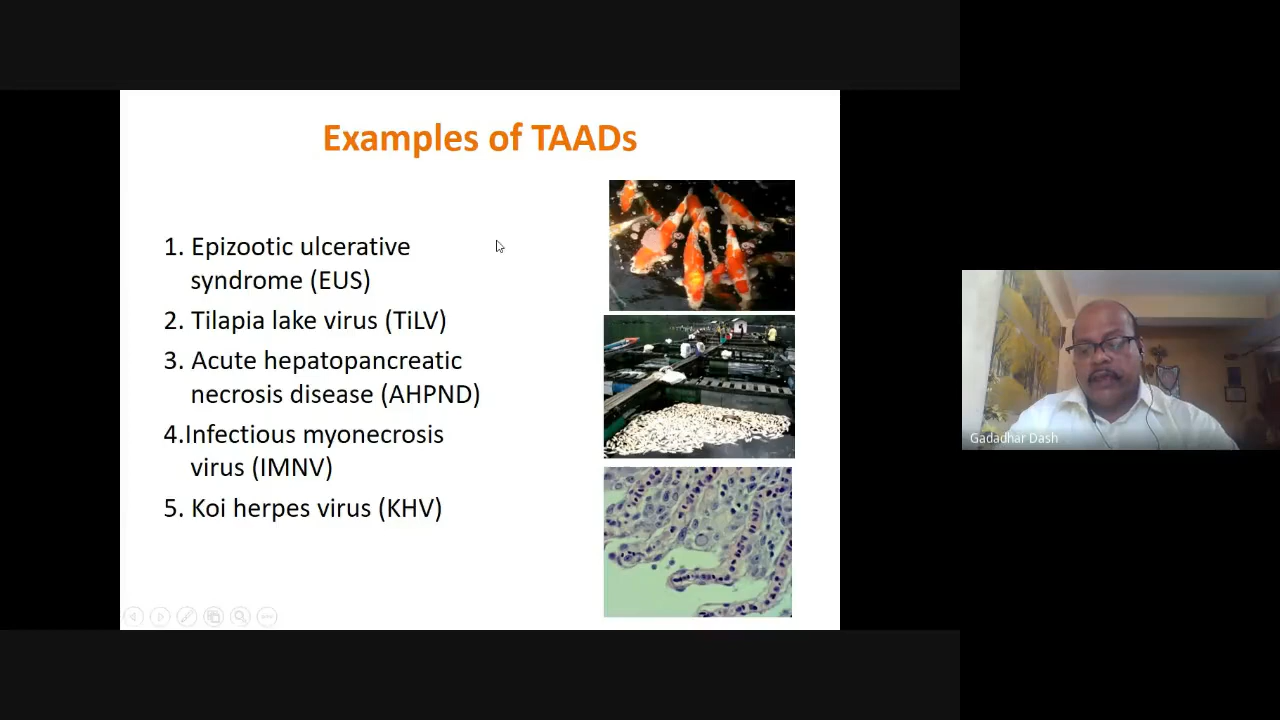 Examples of TAADs
1. Epizootic ulcerative
syndrome (EUS)
2. Tilapia lake virus (TiLV)
3. Acute hepatopancreatic
necrosis disease (AHPND)
4.Infectious myonecrosis
virus (IMNV)
5. Koi herpes virus (KHV)
Gadadhar Dash